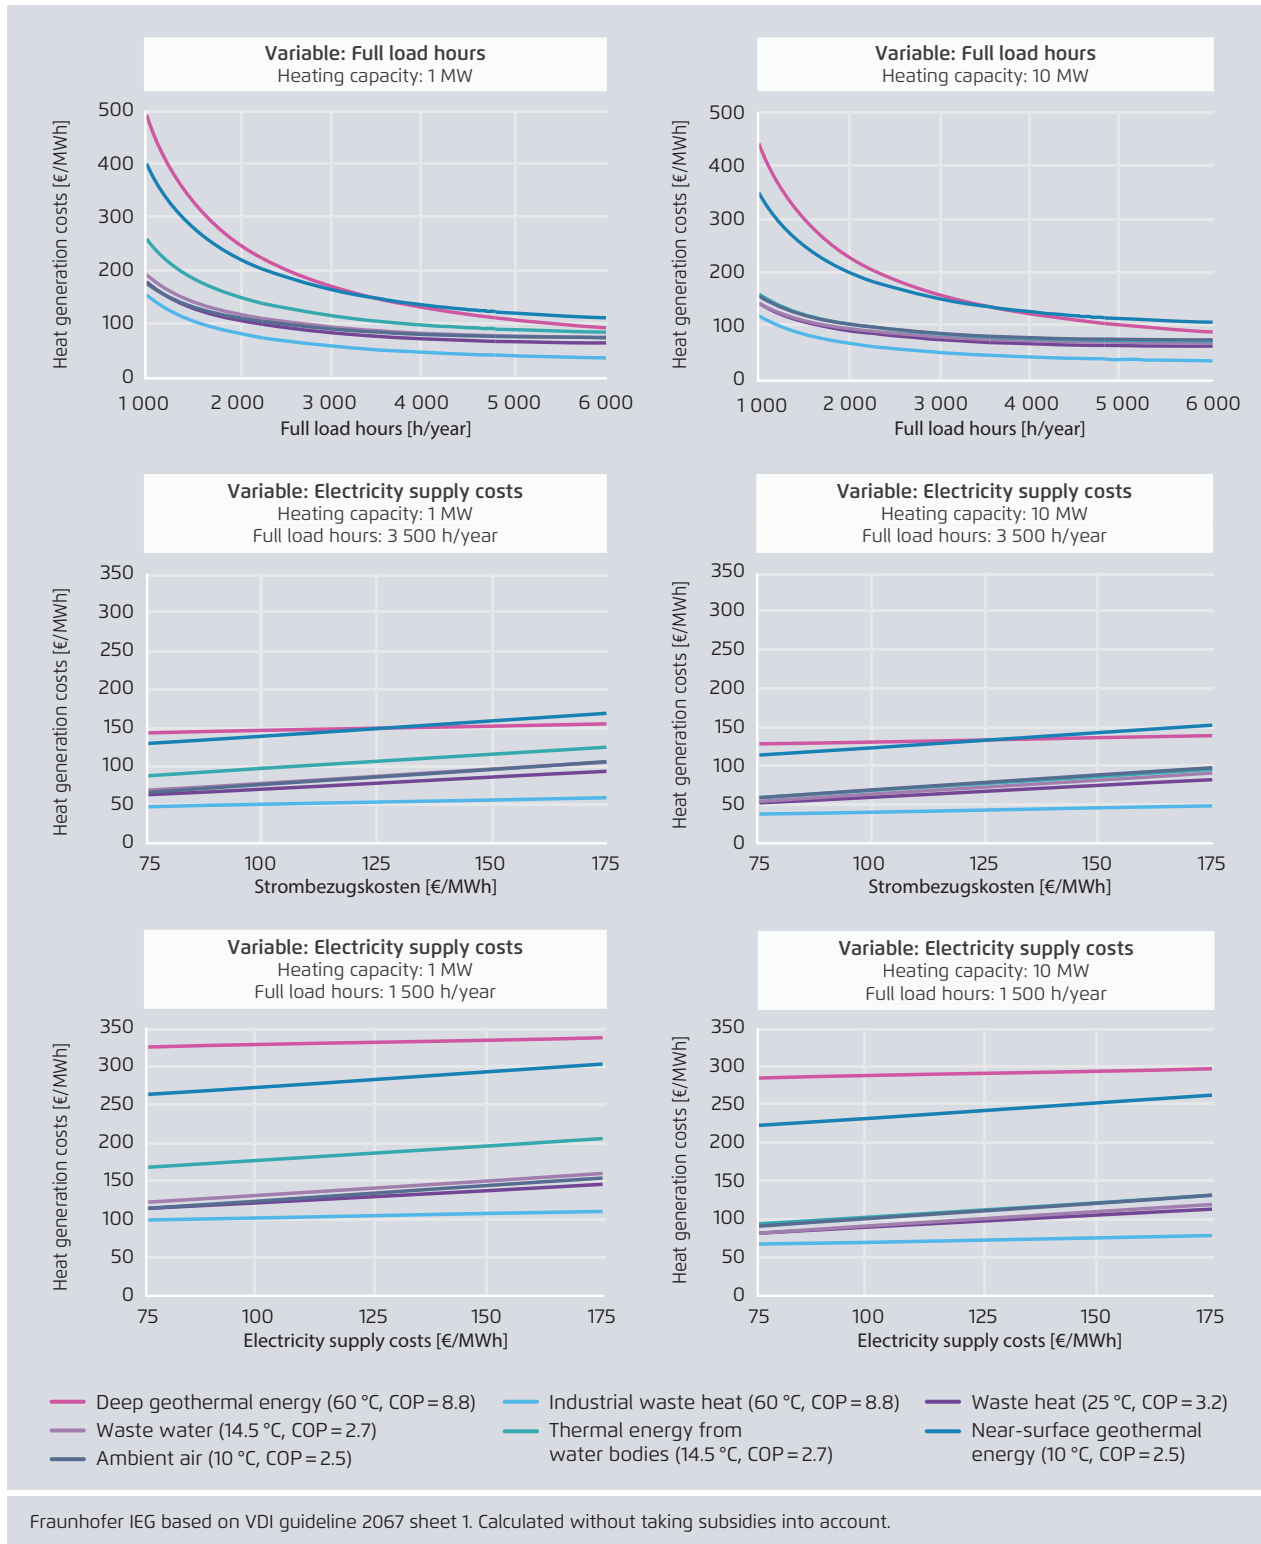 Variable: Full load hours
Heating capacity: 1 MW
Heat generation costs [€/MWh]
500
400
300
200
100
0
1 000 2 000 3 000 4 000 5 000 6 000
Full load hours [h/year]
Variable: Full load hours
Heating capacity: 10 MW
Heat generation costs [€/MWh]
500
400
300
200
100
0
1 000 2 000 3 000 4 000 5 000 6 000
Full load hours [h/year]
Variable: Electricity supply costs
Heating capacity: 1 MW
Full load hours: 3 500 h/year
Heat generation costs [€/MWh]
350
300
250
200
150
100
50
0
75 100 125 150 175
Strombezugskosten [€/MWh]
Variable: Electricity supply costs
Heating capacity: 10 MW
Full load hours: 3 500 h/year
Heat generation costs [€/MWh]
350
300
250
200
150
100
50
0
75 100 125 150 175
Strombezugskosten [€/MWh]
Variable: Electricity supply costs
Heating capacity: 1 MW
Full load hours: 1 500 h/year
Heat generation costs [€/MWh]
350
300
250
200
150
100
50
0
75 100 125 150 175
Electricity supply costs [€/MWh]
Variable: Electricity supply costs
Heating capacity: 10 MW
Full load hours: 1 500 h/year
Heat generation costs [€/MWh]
350
300
250
200
150
100
50
0
75 100 125 150 175
Electricity supply costs [€/MWh]
Deep geothermal energy (60 °C, COP = 8.8)
Waste water (14.5 °C, COP = 2.7)
Ambient air (10 °C, COP = 2.5)
Industrial waste heat (60 °C, COP = 8.8)
Thermal energy from
water bodies (14.5 °C, COP = 2.7)
Waste heat (25 °C, COP = 3.2)
Near-surface geothermal
energy (10 °C, COP = 2.5)
Fraunhofer IEG based on VDI guideline 2067 sheet 1. Calculated without taking subsidies into account.